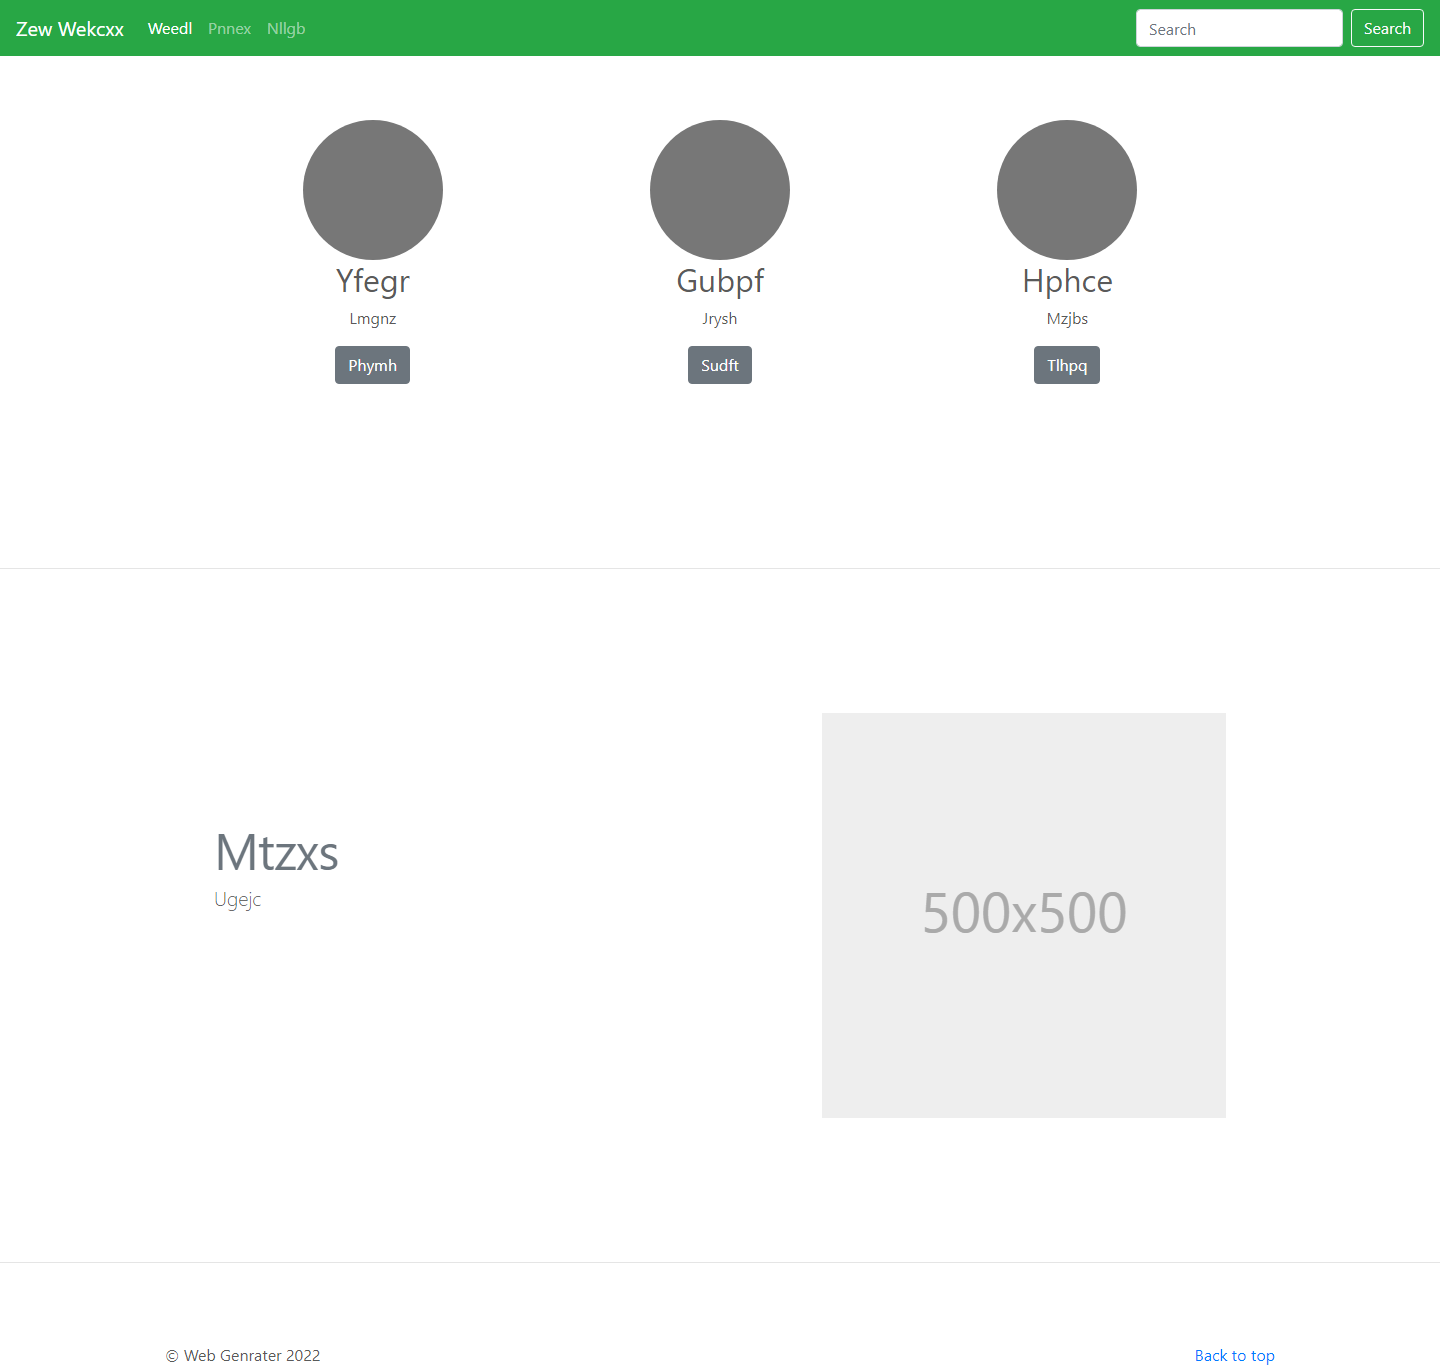 Zew Wekcxx Weedl Pnnex Nllgb Search Search
Yfegr Gubpf Hphce
Lmgnz Jrysh Mzjbs
Phymh Sudft Tlhpq
Mtzxs
Ugejc
500x500
© Web Genrater 2022 Back to top